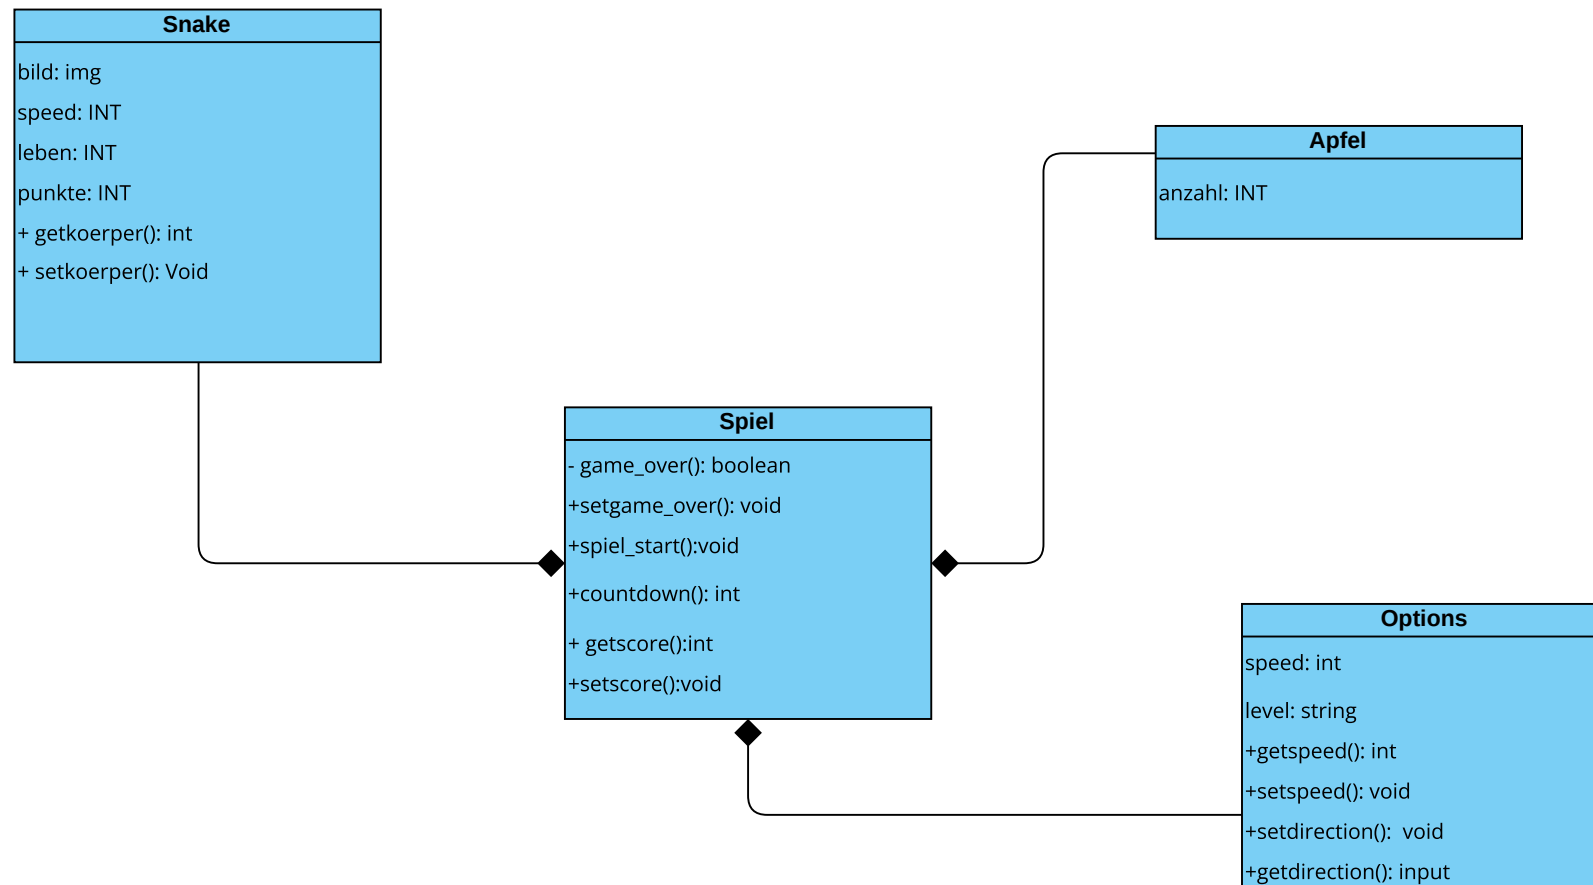 Snake
bild: img
speed: INT
leben: INT
punkte: INT
+ getkoerper(): int
+ setkoerper(): Void
Apfel
anzahl: INT
Spiel
- game_over(): boolean
+setgame_over(): void
+spiel_start():void
+countdown(): int
+ getscore():int
+setscore():void
Options
speed: int
level: string
+getspeed(): int
+setspeed(): void
+setdirection():  void
+getdirection(): input